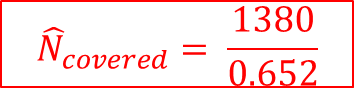 N̂_covered = 1380 / 0.652